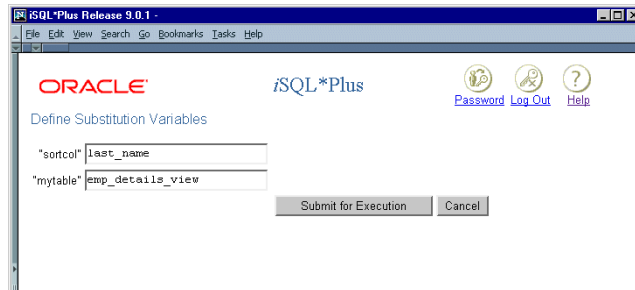 iSQL*Plus Release 9.0.1 -
File Edit View Search Go Bookmarks Tasks Help
ORACLE
iSQL*Plus
Password Log Out Help
Define Substitution Variables
"sortcol" last_name
"mytable" emp_details_view
Submit for Execution Cancel